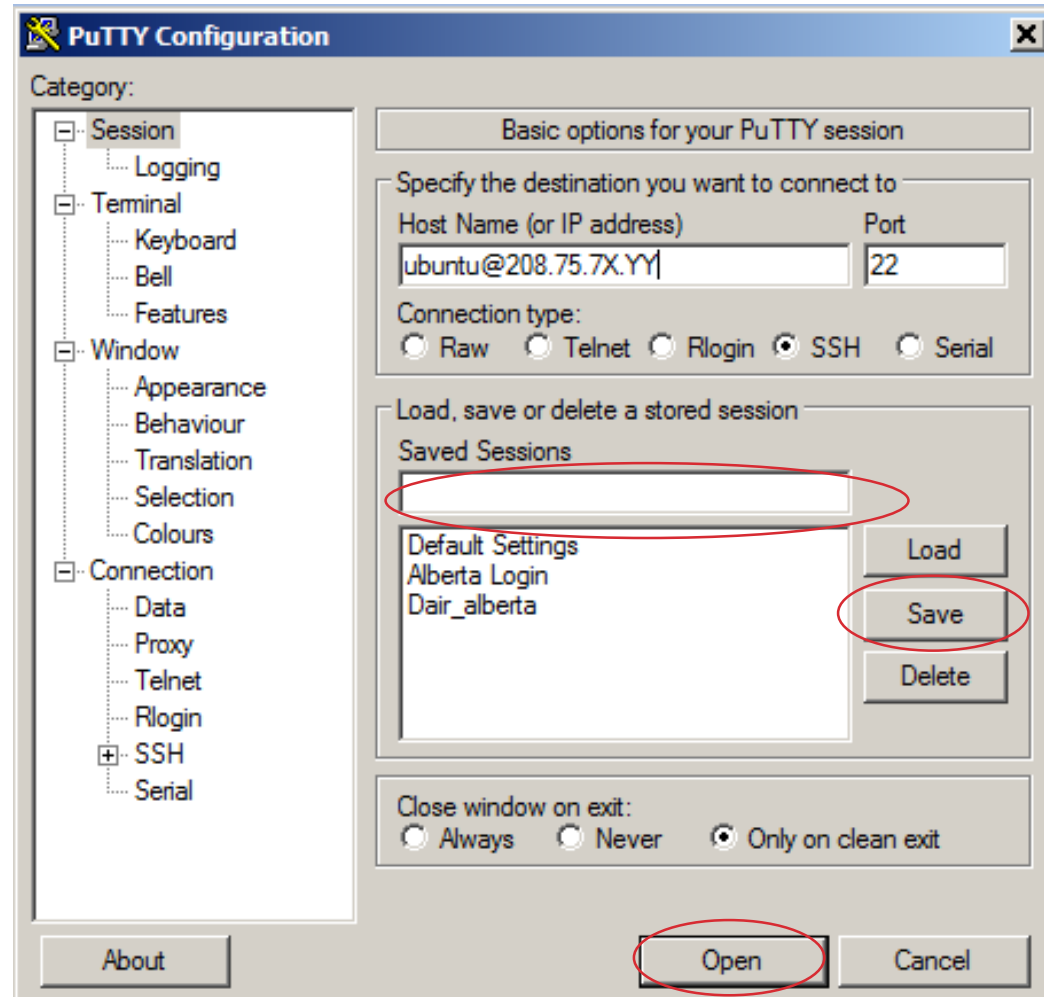 PuTTY Configuration
Category:
Session
Logging
Terminal
Keyboard
Bell
Features
Window
Appearance
Behaviour
Translation
Selection
Colours
Connection
Data
Proxy
Telnet
Rlogin
SSH
Serial
Basic options for your PuTTY session
Specify the destination you want to connect to
Host Name (or IP address) Port
ubuntu@208.75.7X.YY 22
Connection type:
Raw Telnet Rlogin SSH Serial
Load, save or delete a stored session
Saved Sessions
Default Settings
Alberta Login
Dair_alberta
Load
Save
Delete
Close window on exit:
Always Never Only on clean exit
About Open Cancel